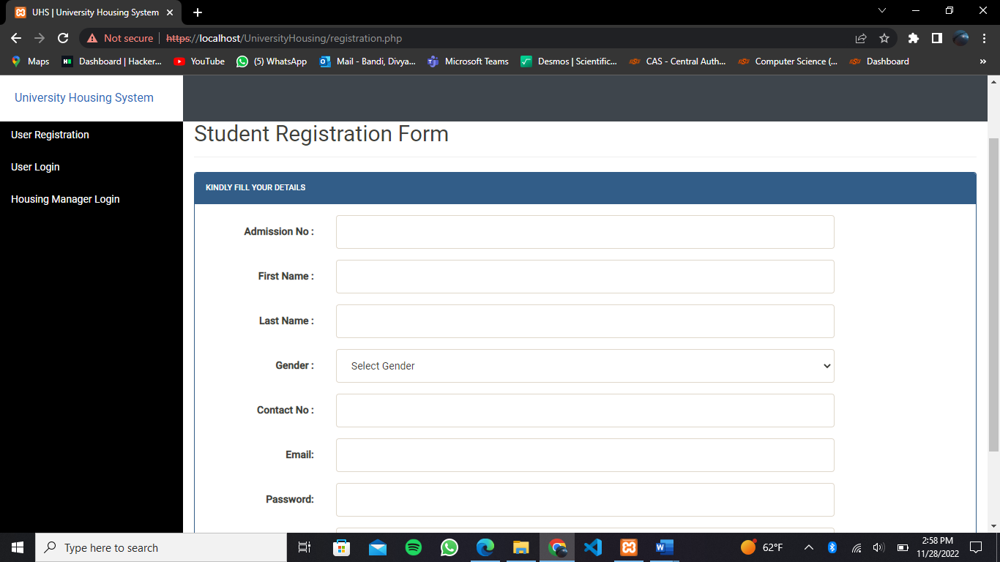 UHS | University Housing System
Not secure
https://localhost/UniversityHousing/registration.php
Maps
Dashboard | Hacker...
YouTube
(5) WhatsApp
Mail - Bandi, Divya...
Microsoft Teams
Desmos | Scientific...
CAS - Central Auth...
Computer Science (...
Dashboard
»
University Housing System
User Registration
User Login
Housing Manager Login
Student Registration Form
KINDLY FILL YOUR DETAILS
Admission No :
First Name :
Last Name :
Gender :
Select Gender
Contact No :
Email:
Password:
Type here to search
62°F
2:58 PM
11/28/2022